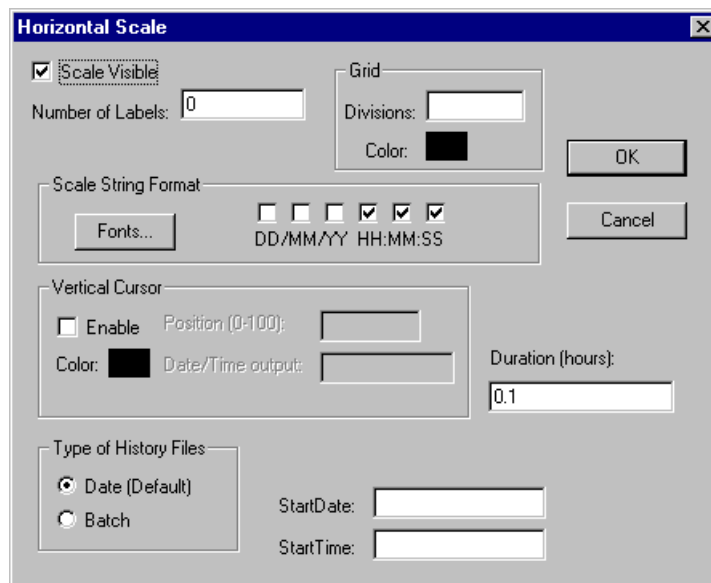 Horizontal Scale
Scale Visible
Number of Labels: 0
Grid
Divisions:
Color:
OK
Cancel
Scale String Format
Fonts...
DD/MM/YY HH:MM:SS
Vertical Cursor
Enable Position (0-100):
Color: Date/Time output:
Duration (hours):
0.1
Type of History Files
Date (Default)
Batch
StartDate:
StartTime: